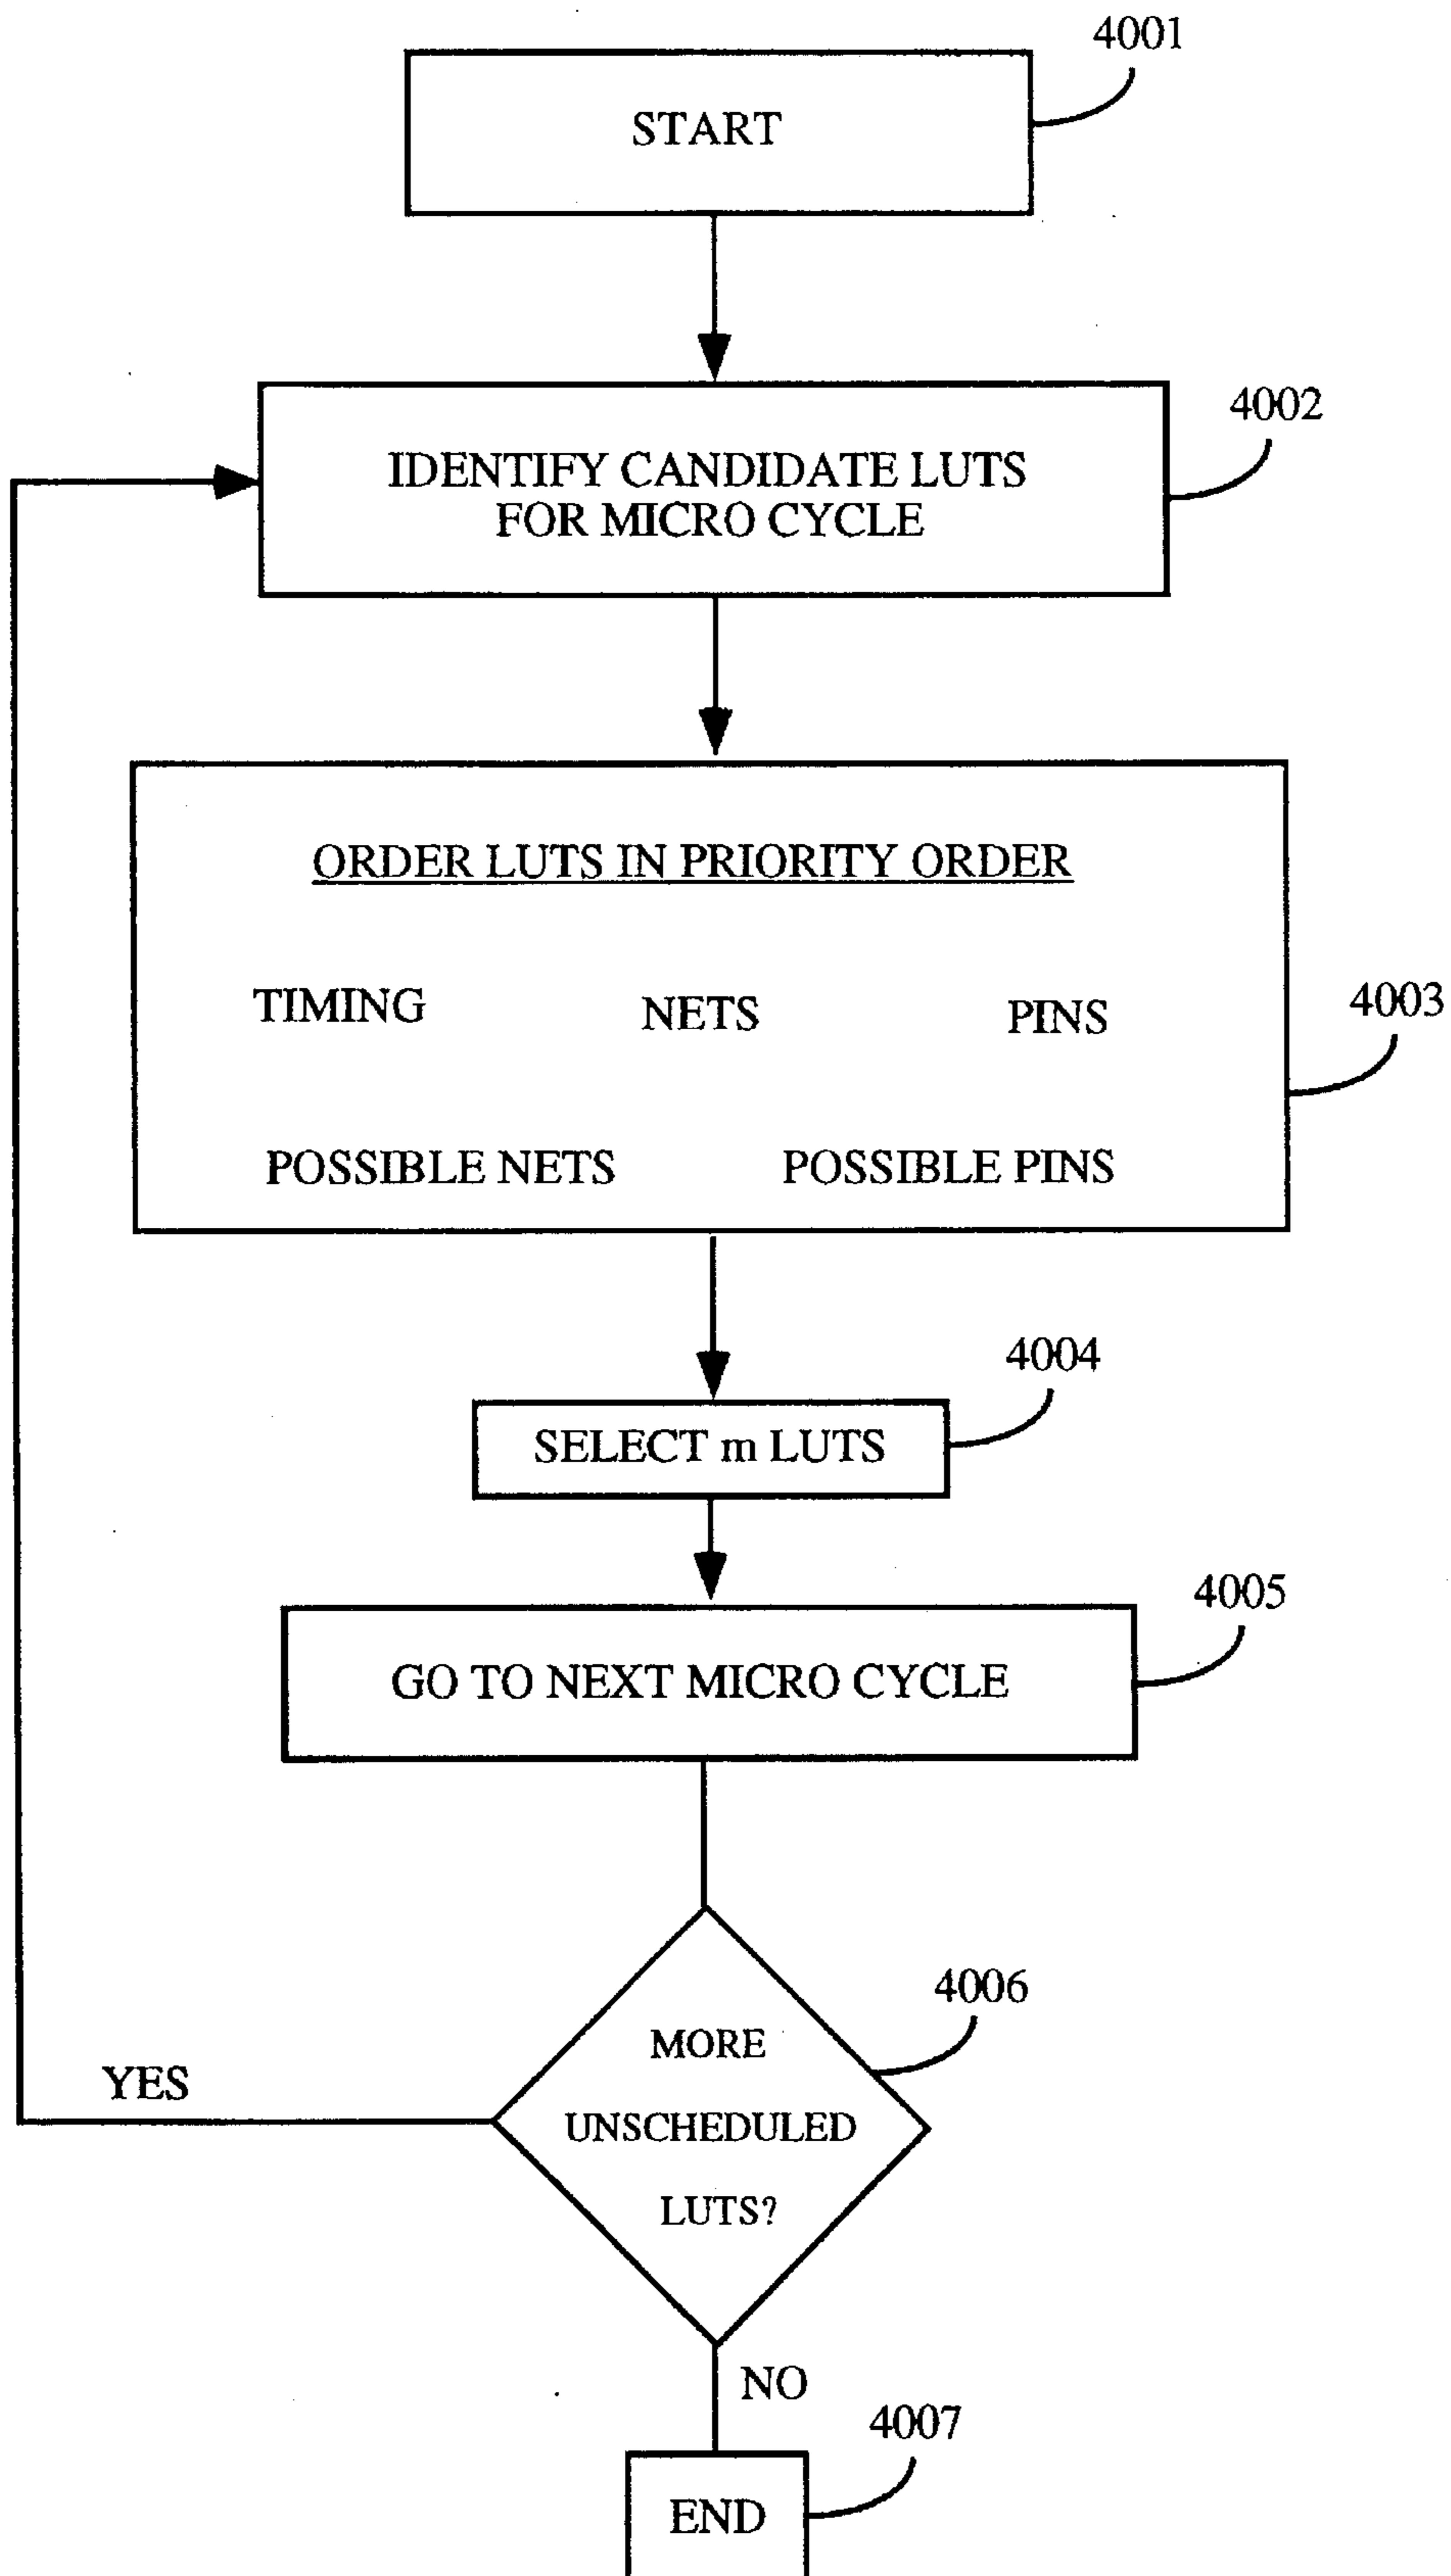 4001
START
4002
IDENTIFY CANDIDATE LUTS
FOR MICRO CYCLE
ORDER LUTS IN PRIORITY ORDER
TIMING NETS PINS
4003
POSSIBLE NETS POSSIBLE PINS
4004
SELECT m LUTS
4005
GO TO NEXT MICRO CYCLE
4006
MORE
UNSCHEDULED
LUTS?
YES
NO
4007
END